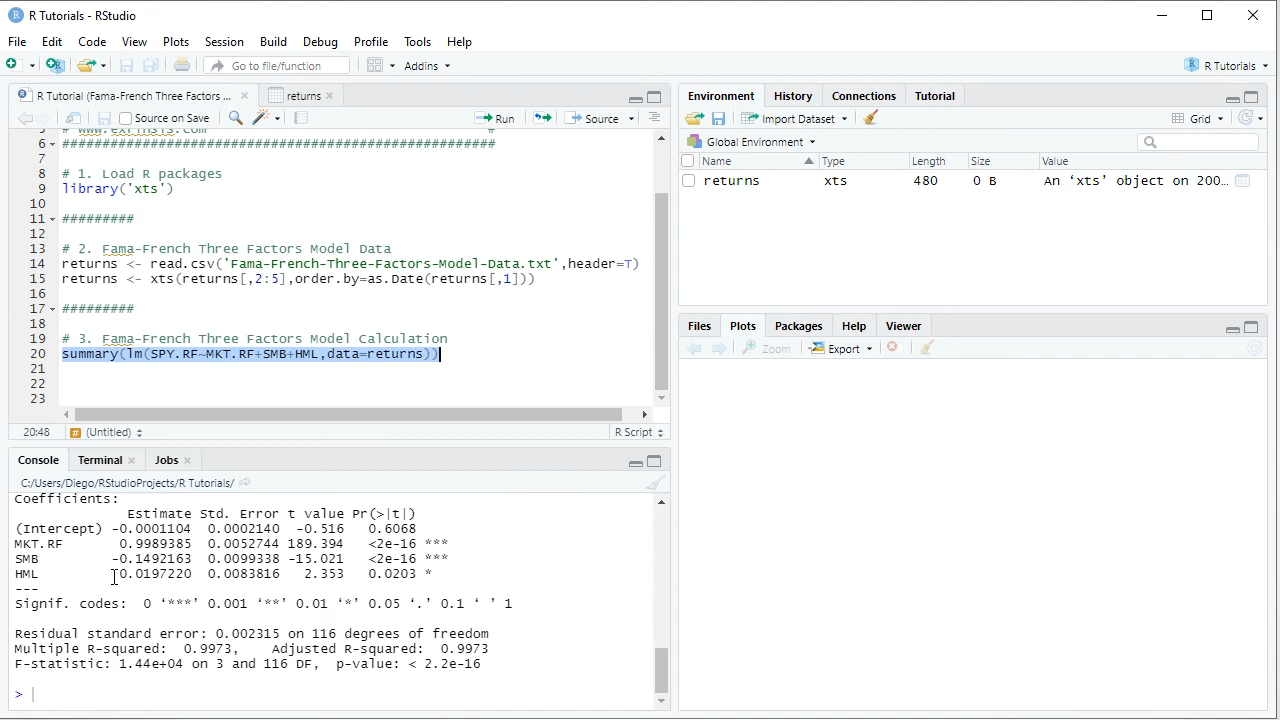 R Tutorials - RStudio
File Edit Code View Plots Session Build Debug Profile Tools Help
Go to file/function Addins R Tutorials
R Tutorial (Fama-French Three Factors ... returns
Source on Save Run Source
6 ##################################################
7
8 # 1. Load R packages
9 library('xts')
10
11 #########
12
13 # 2. Fama-French Three Factors Model Data
14 returns <- read.csv('Fama-French-Three-Factors-Model-Data.txt',header=T)
15 returns <- xts(returns[,2:5],order.by=as.Date(returns[,1]))
16
17 #########
18
19 # 3. Fama-French Three Factors Model Calculation
20 summary(lm(SPY.RF~MKT.RF+SMB+HML,data=returns))
21
22
23
20:48 # (Untitled) R Script
Console Terminal Jobs
C:/Users/Diego/RStudioProjects/R Tutorials/
Coefficients:
Estimate Std. Error t value Pr(>|t|)
(Intercept) -0.0001104 0.0002140 -0.516 0.6068
MKT.RF 0.9989385 0.0052744 189.394 <2e-16 ***
SMB -0.1492163 0.0099338 -15.021 <2e-16 ***
HML 0.0197220 0.0083816 2.353 0.0203 *
---
Signif. codes: 0 ‘***’ 0.001 ‘**’ 0.01 ‘*’ 0.05 ‘.’ 0.1 ‘ ’ 1
Residual standard error: 0.002315 on 116 degrees of freedom
Multiple R-squared: 0.9973, Adjusted R-squared: 0.9973
F-statistic: 1.44e+04 on 3 and 116 DF, p-value: < 2.2e-16
>
Environment History Connections Tutorial
Import Dataset Grid
Global Environment
Name Type Length Size Value
returns xts 480 0 B An ‘xts’ object on 200...
Files Plots Packages Help Viewer
Zoom Export